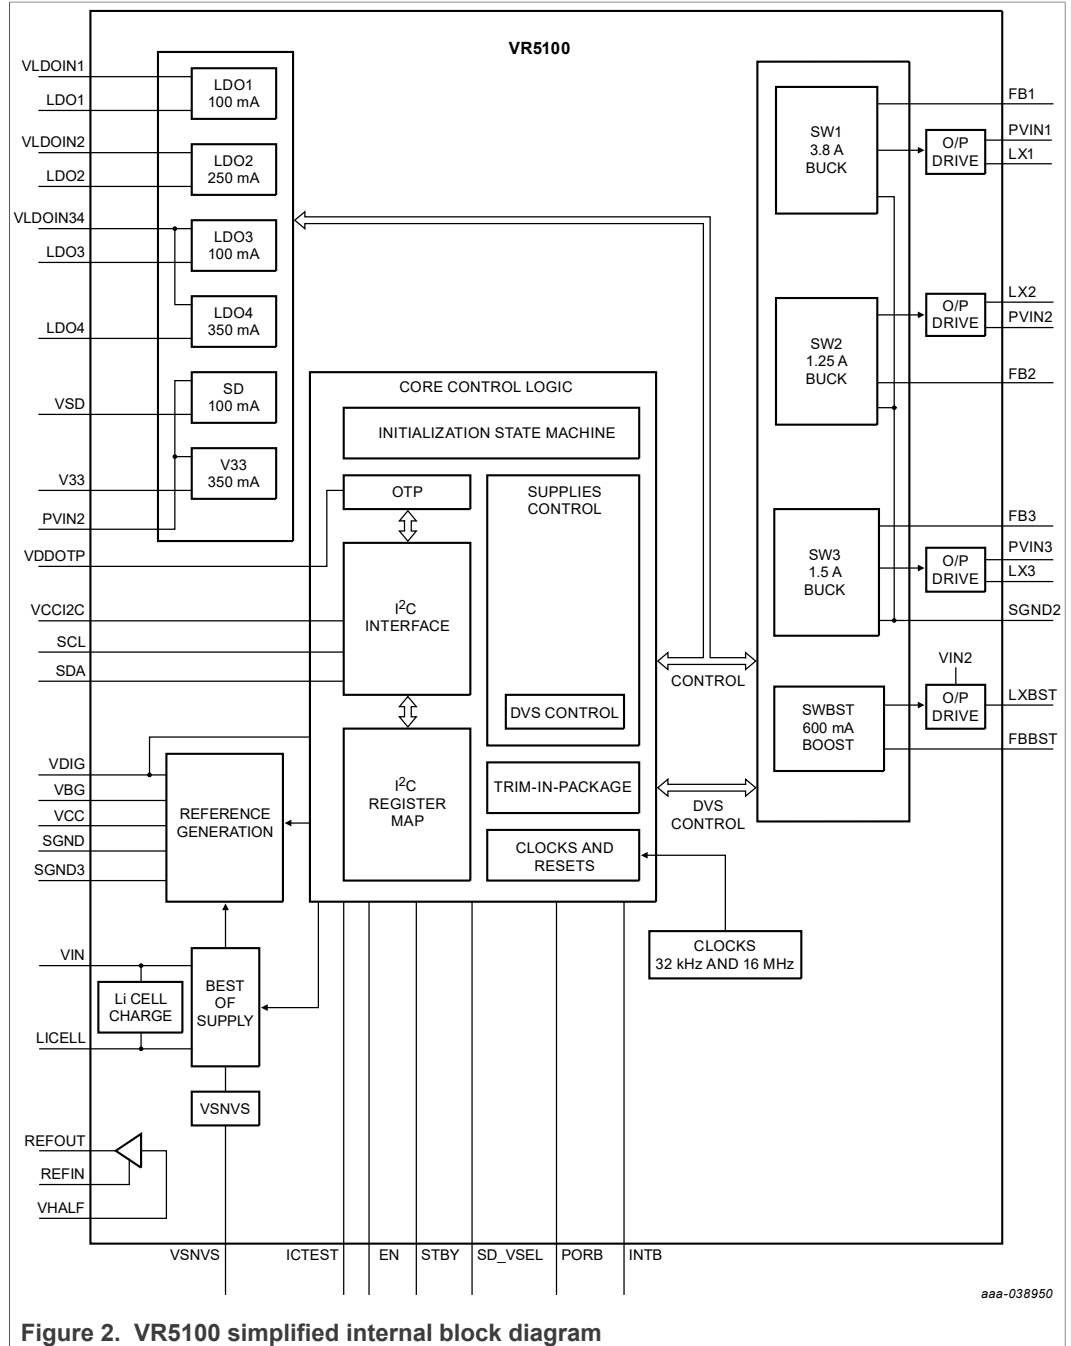 VR5100
VLDOIN1
LDO1
VLDOIN2
LDO2
VLDOIN34
LDO3
LDO4
VSD
V33
PVIN2
VDDOTP
VCCI2C
SCL
SDA
VDIG
VBG
VCC
SGND
SGND3
VIN
LICELL
REFOUT
REFIN
VHALF
LDO1
100 mA
LDO2
250 mA
LDO3
100 mA
LDO4
350 mA
SD
100 mA
V33
350 mA
CORE CONTROL LOGIC
INITIALIZATION STATE MACHINE
OTP
I2C
INTERFACE
I2C
REGISTER
MAP
SUPPLIES
CONTROL
DVS CONTROL
TRIM-IN-PACKAGE
CLOCKS AND
RESETS
REFERENCE
GENERATION
BEST
OF
SUPPLY
Li CELL
CHARGE
VSNVS
CLOCKS
32 kHz AND 16 MHz
CONTROL
DVS
CONTROL
SW1
3.8 A
BUCK
O/P
DRIVE
SW2
1.25 A
BUCK
O/P
DRIVE
SW3
1.5 A
BUCK
O/P
DRIVE
SWBST
600 mA
BOOST
VIN2
O/P
DRIVE
FB1
PVIN1
LX1
LX2
PVIN2
FB2
FB3
PVIN3
LX3
SGND2
LXBST
FBBST
VSNVS
ICTEST
EN
STBY
SD_VSEL
PORB
INTB
aaa-038950
Figure 2. VR5100 simplified internal block diagram